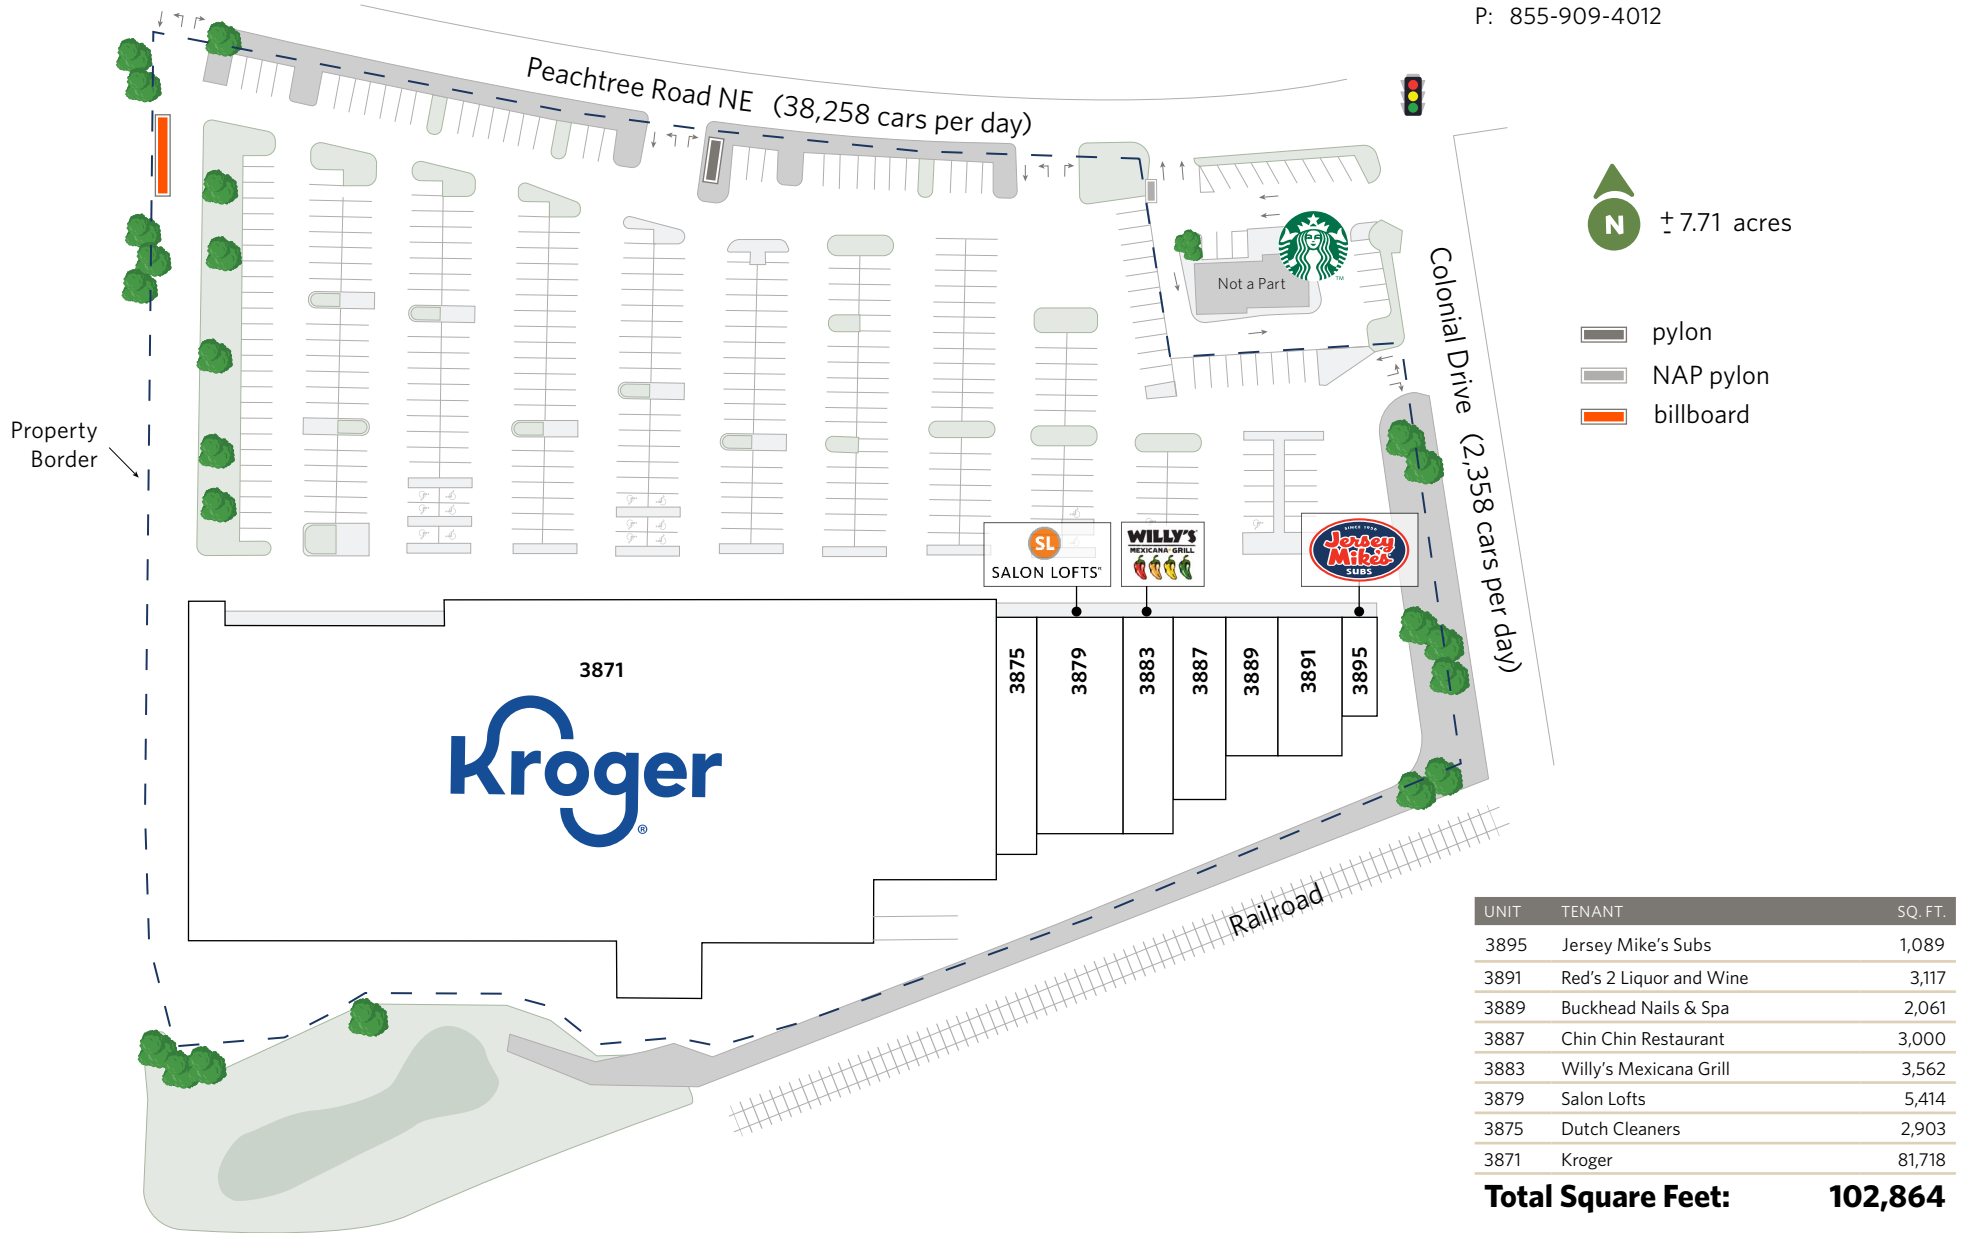 P: 855-909-4012
Peachtree Road NE (38,258 cars per day)
N
± 7.71 acres
Not a Part
TM
Colonial Drive (2,358 cars per day)
pylon
NAP pylon
billboard
Property
Border
SL
SALON LOFTS
WILLY'S
MEXICANA GRILL
SINCE 1956
Jersey
Mike's
SUBS
3871
Kroger®
3875
3879
3883
3887
3889
3891
3895
Railroad
UNIT TENANT SQ. FT.
3895 Jersey Mike's Subs 1,089
3891 Red's 2 Liquor and Wine 3,117
3889 Buckhead Nails & Spa 2,061
3887 Chin Chin Restaurant 3,000
3883 Willy's Mexicana Grill 3,562
3879 Salon Lofts 5,414
3875 Dutch Cleaners 2,903
3871 Kroger 81,718
Total Square Feet: 102,864